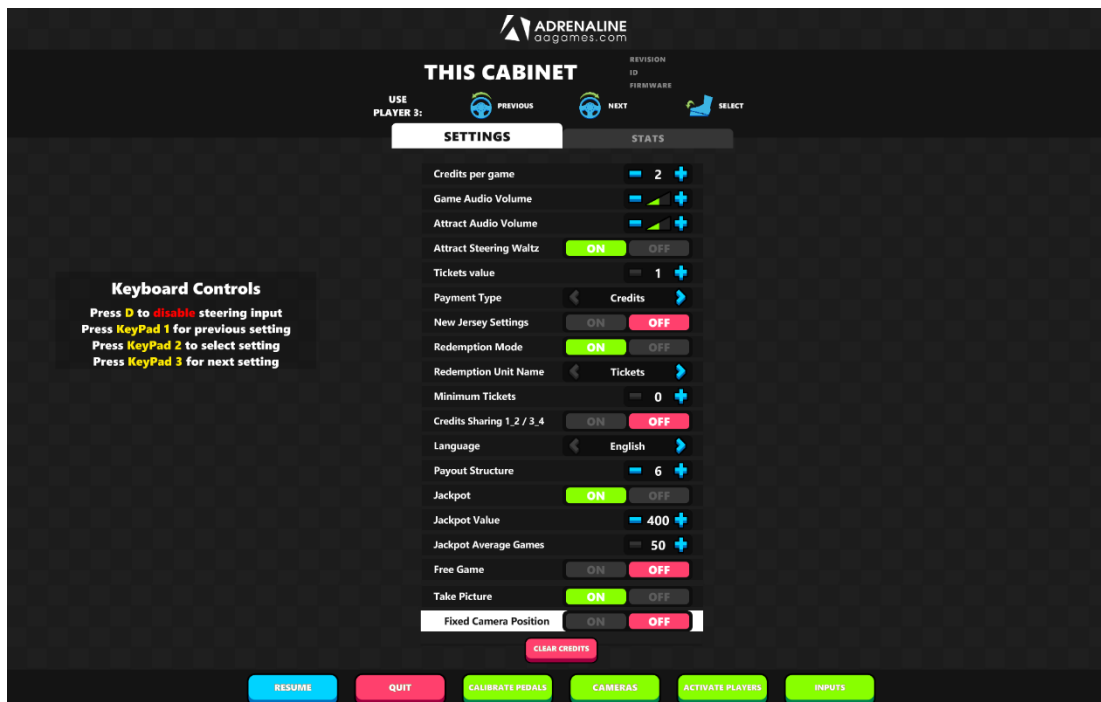 ADRENALINE
aagames.com
THIS CABINET
REVISION
ID
FIRMWARE
USE
PLAYER 3:
PREVIOUS
NEXT
SELECT
SETTINGS
STATS
Credits per game 2
Game Audio Volume
Attract Audio Volume
Attract Steering Waltz ON OFF
Tickets value 1
Payment Type Credits
New Jersey Settings ON OFF
Redemption Mode ON OFF
Redemption Unit Name Tickets
Minimum Tickets 0
Credits Sharing 1_2 / 3_4 ON OFF
Language English
Payout Structure 6
Jackpot ON OFF
Jackpot Value 400
Jackpot Average Games 50
Free Game ON OFF
Take Picture ON OFF
Fixed Camera Position ON OFF
CLEAR CREDITS
Keyboard Controls
Press D to disable steering input
Press KeyPad 1 for previous setting
Press KeyPad 2 to select setting
Press KeyPad 3 for next setting
RESUME
QUIT
CALIBRATE PEDALS
CAMERAS
ACTIVATE PLAYERS
INPUTS